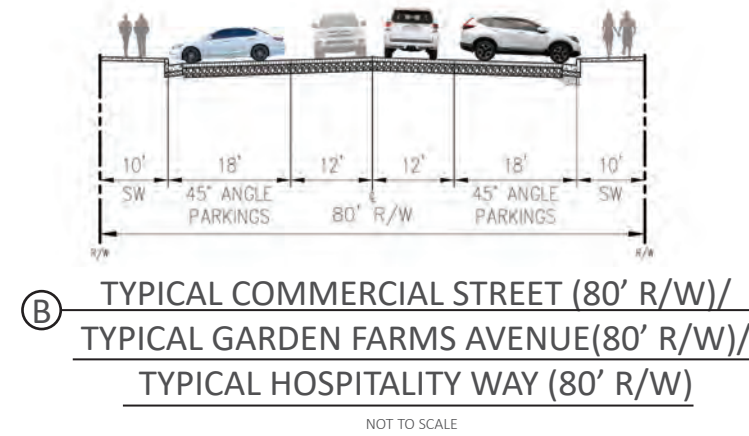 10' 18' 12' 12' 18' 10'
SW 45° ANGLE PARKINGS ℄ 45° ANGLE PARKINGS SW
80' R/W
R/W R/W
B
TYPICAL COMMERCIAL STREET (80’ R/W)/
TYPICAL GARDEN FARMS AVENUE(80’ R/W)/
TYPICAL HOSPITALITY WAY (80’ R/W)
NOT TO SCALE